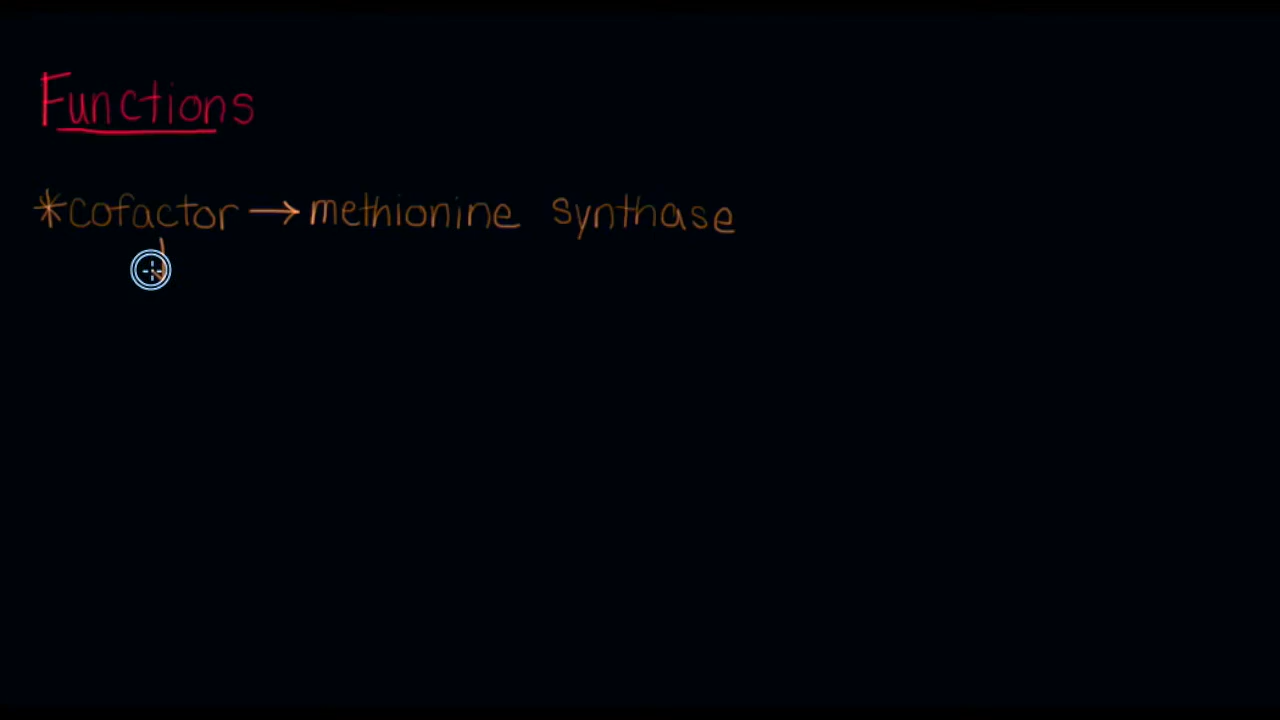 Functions
*cofactor → methionine synthase